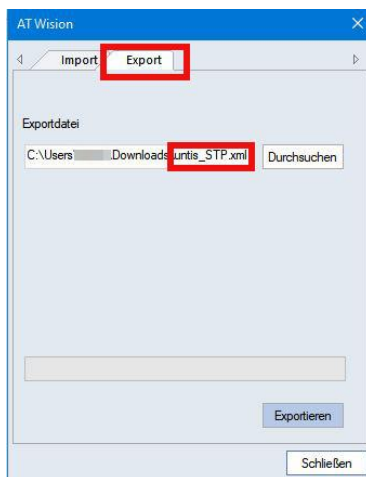 AT Wision
Import Export
Exportdatei
C:\Users\ .Downloads\untis_STP.xml Durchsuchen
Exportieren
Schließen